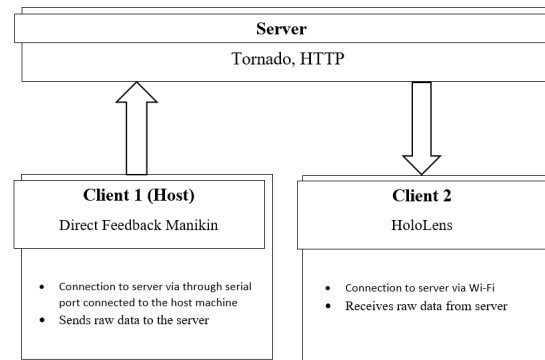 Server
Tornado, HTTP
Client 1 (Host)
Direct Feedback Manikin
• Connection to server via through serial
port connected to the host machine
• Sends raw data to the server
Client 2
HoloLens
• Connection to server via Wi-Fi
• Receives raw data from server